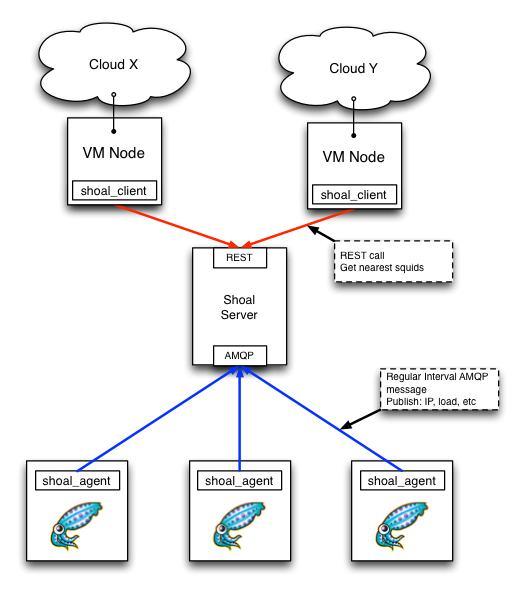 Cloud X
Cloud Y
VM Node
shoal_client
VM Node
shoal_client
REST
REST call
Get nearest squids
Shoal
Server
AMQP
Regular Interval AMQP
message
Publish: IP, load, etc
shoal_agent
shoal_agent
shoal_agent